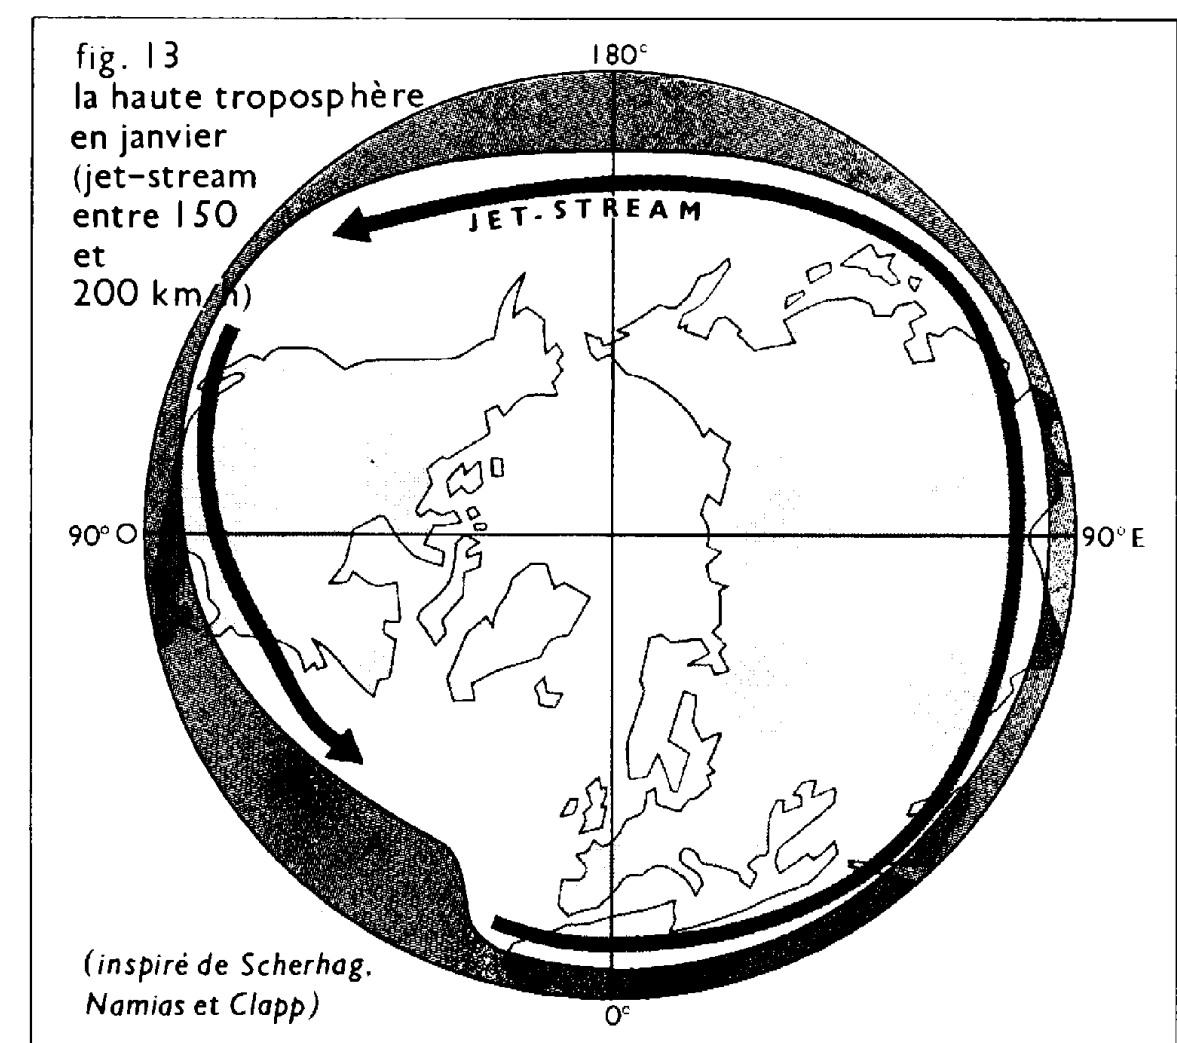 fig. 13
la haute troposphère
en janvier
(jet-stream
entre 150
et
200 km/h)
180°
JET-STREAM
90° O
90° E
(inspiré de Scherhag.
Namias et Clapp)
0°